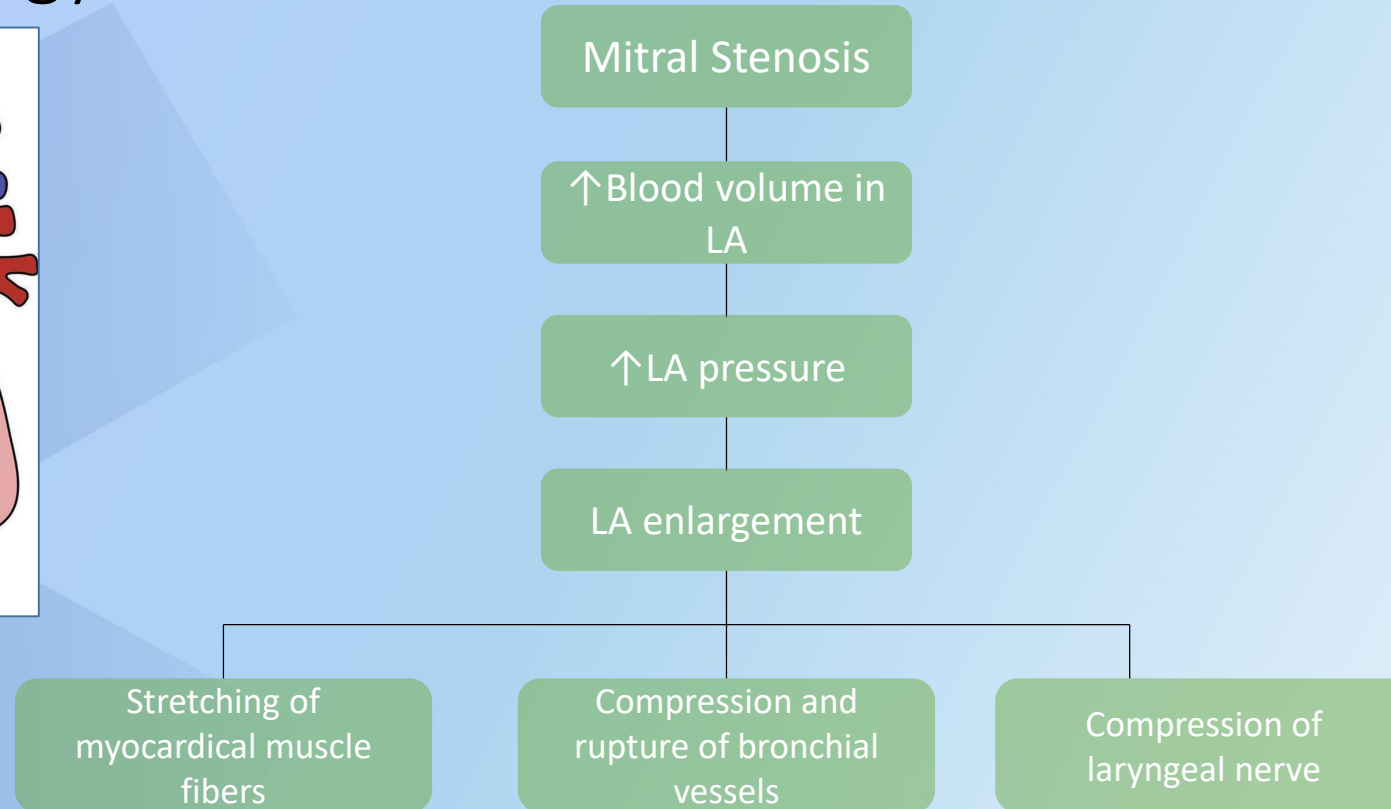 Mitral Stenosis
↑Blood volume in
LA
↑LA pressure
LA enlargement
Stretching of
myocardical muscle
fibers
Compression and
rupture of bronchial
vessels
Compression of
laryngeal nerve